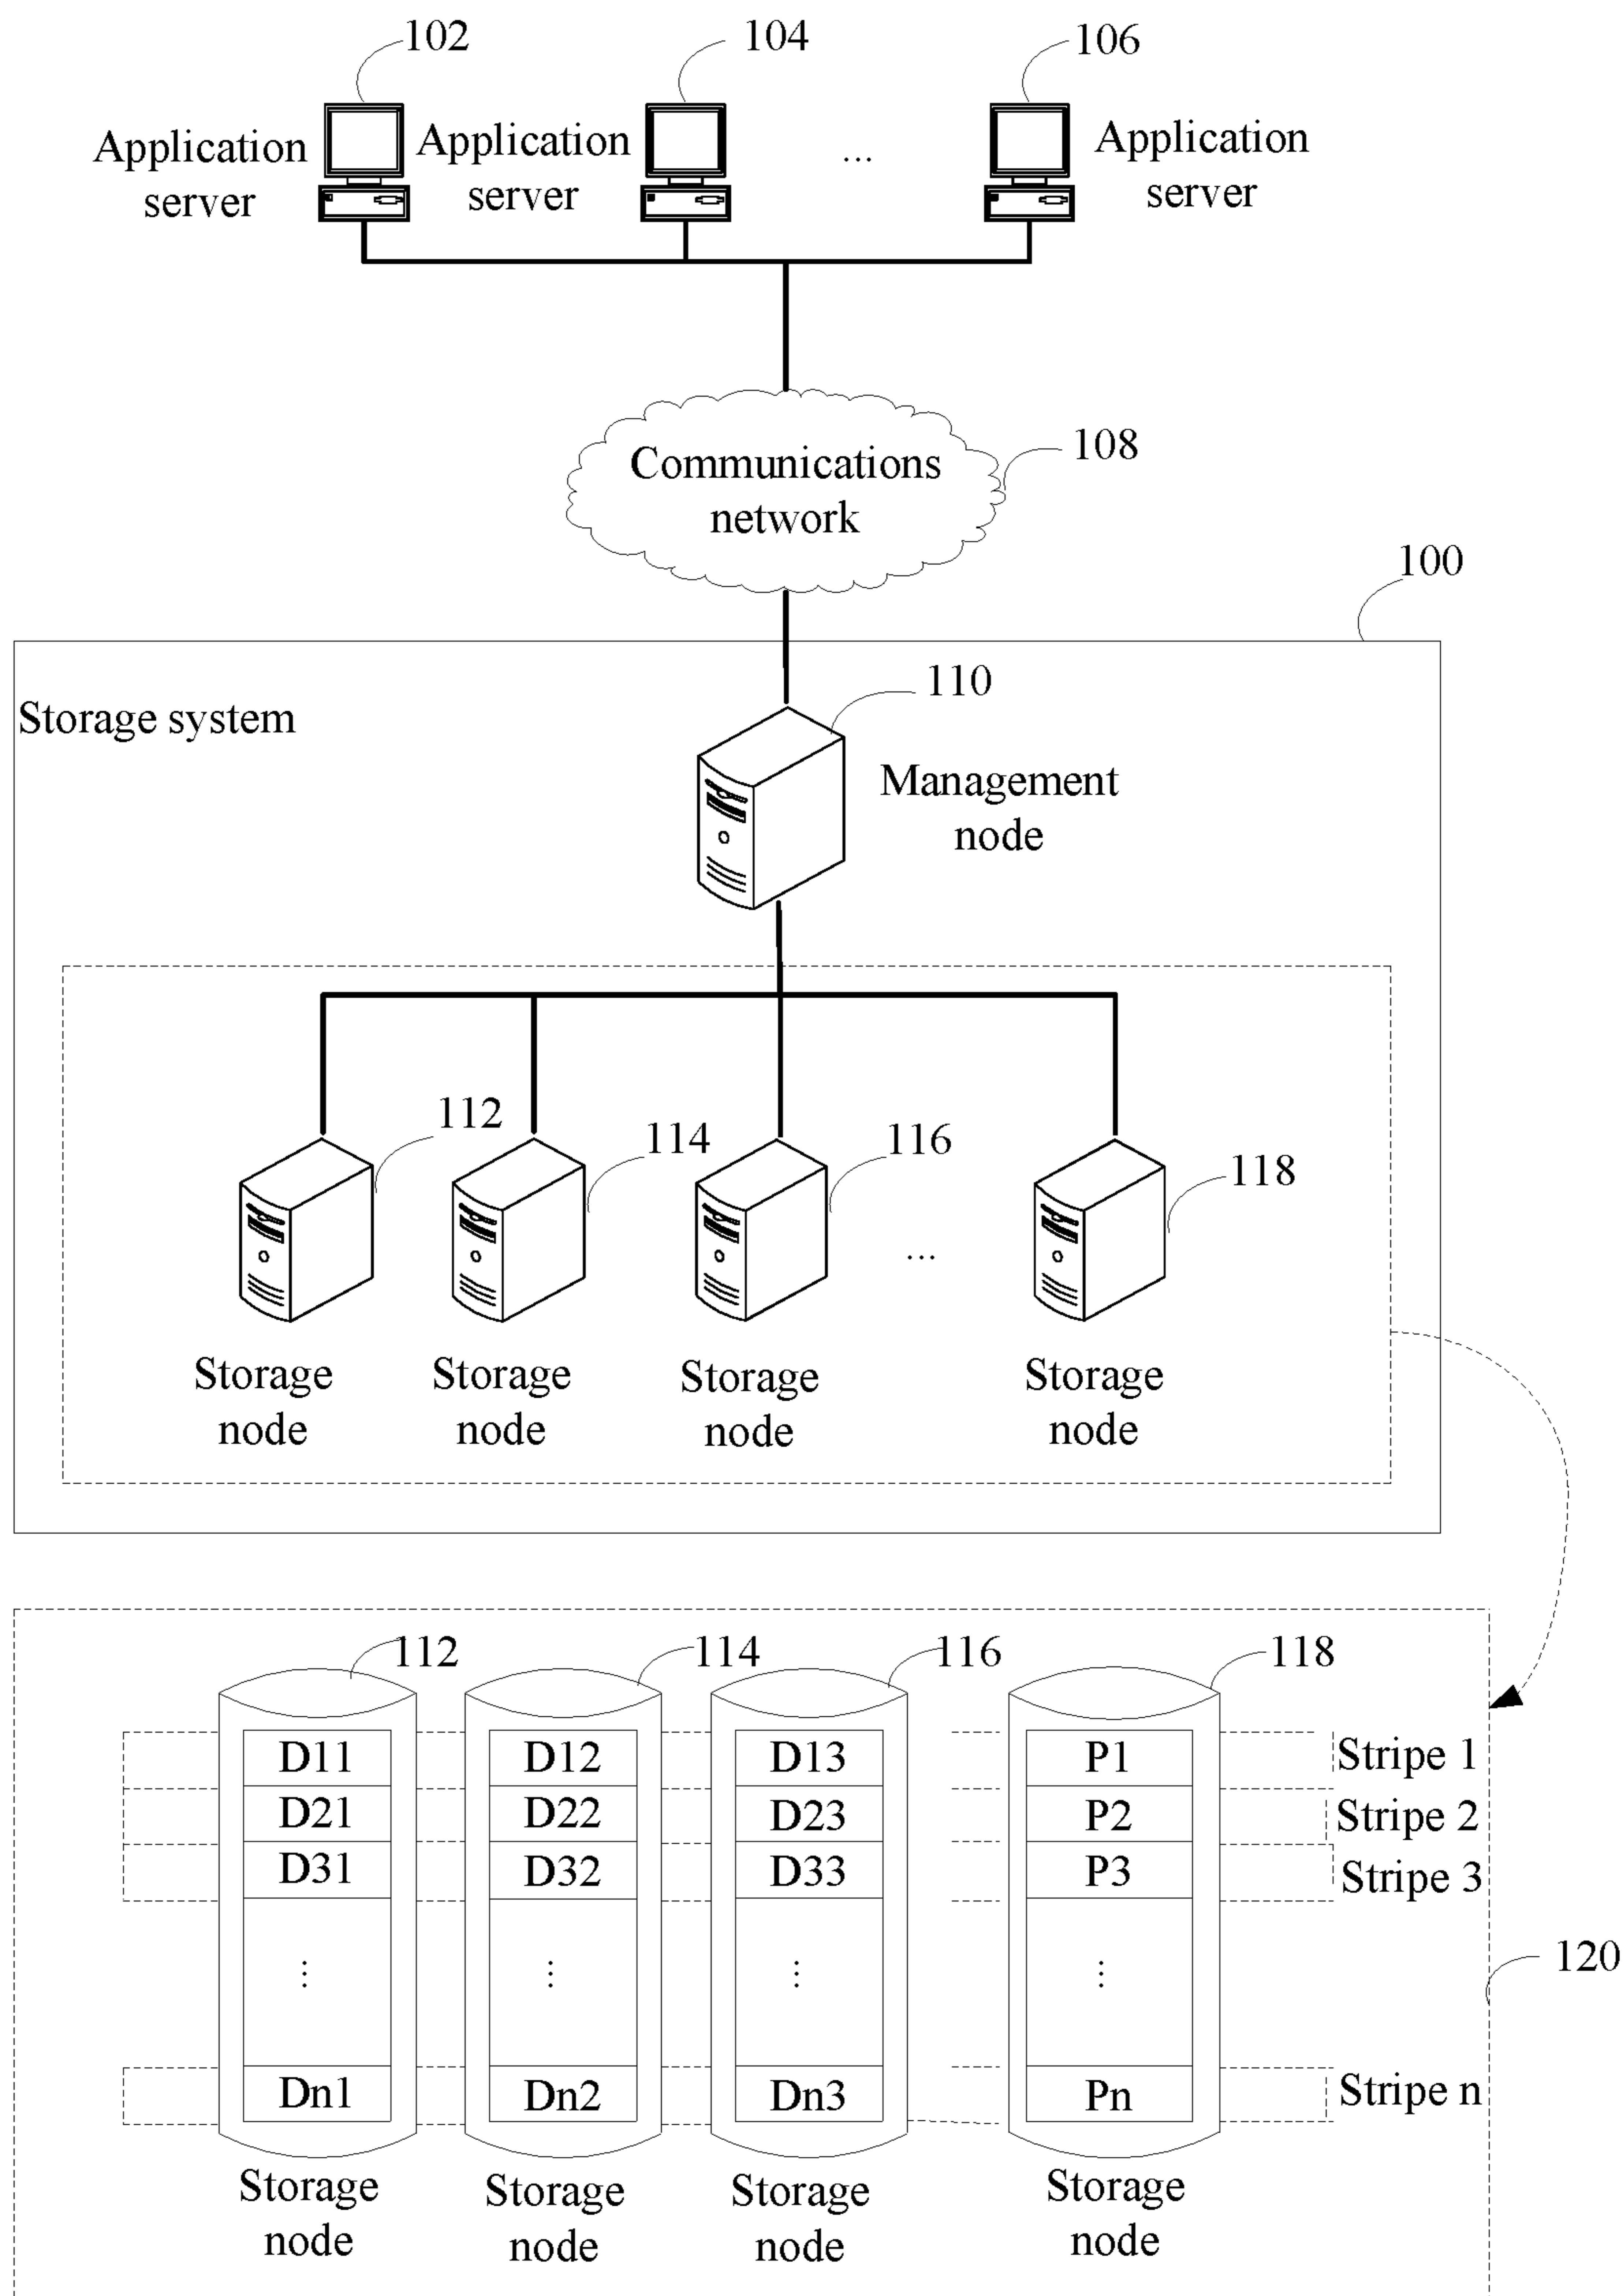 102
104
106
Application
server
Application
server
...
Application
server
Communications
network
108
100
Storage system
110
Management
node
112
114
116
118
...
Storage
node
Storage
node
Storage
node
Storage
node
112
114
116
118
D11
D12
D13
P1
Stripe 1
D21
D22
D23
P2
Stripe 2
D31
D32
D33
P3
Stripe 3
⋮
⋮
⋮
⋮
120
Dn1
Dn2
Dn3
Pn
Stripe n
Storage
node
Storage
node
Storage
node
Storage
node